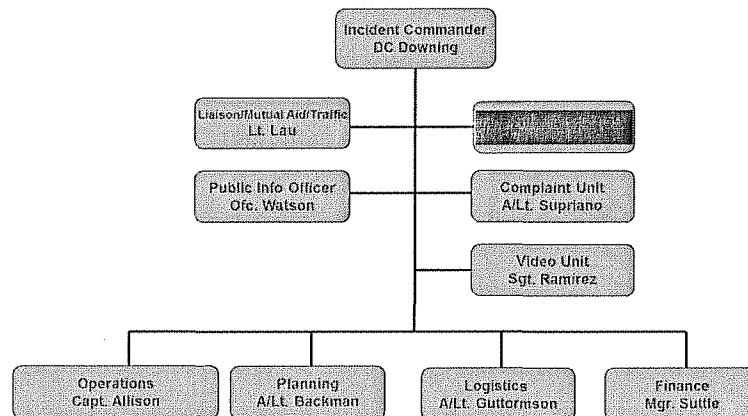 Incident Commander
DC Downing
Liaison/Mutual Aid/Traffic
Lt. Lau
Public Info Officer
Ofc. Watson
Complaint Unit
A/Lt. Supriano
Video Unit
Sgt. Ramirez
Operations
Capt. Allison
Planning
A/Lt. Backman
Logistics
A/Lt. Guttormson
Finance
Mgr. Suttle